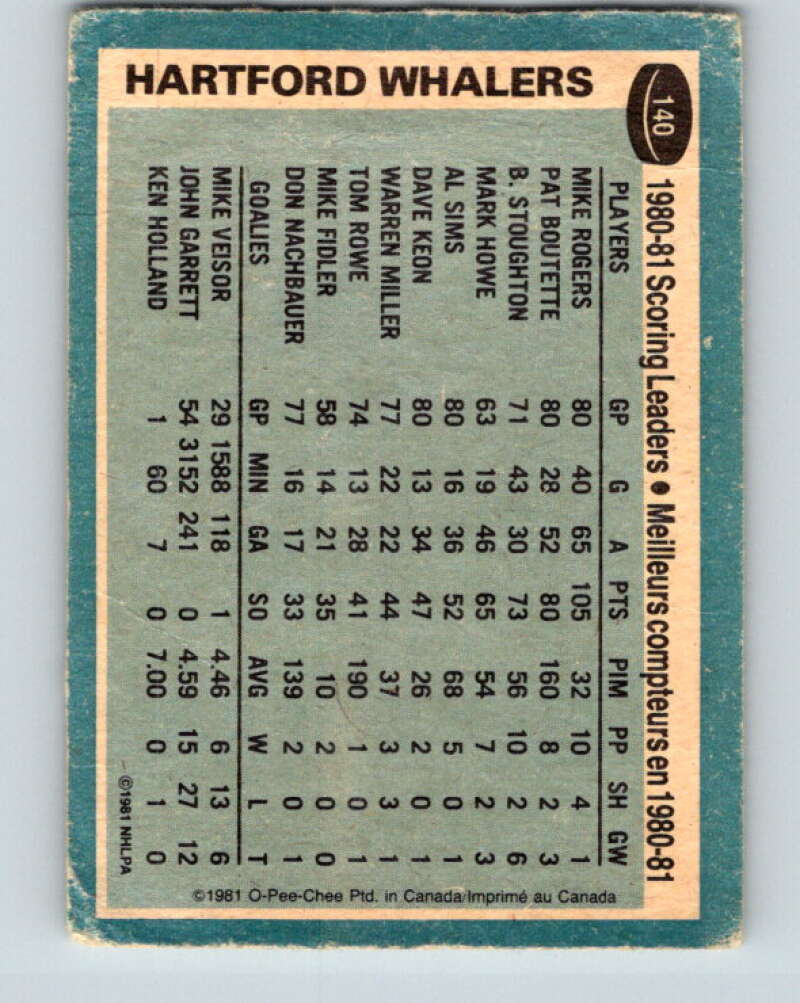 HARTFORD WHALERS
140
1980-81 Scoring Leaders • Meilleurs compteurs en 1980-81
PLAYERS GP G A PTS PIM PP SH GW
MIKE ROGERS 80 40 65 105 32 10 4 1
PAT BOUTETTE 80 28 52 80 160 8 2 3
B. STOUGHTON 71 43 30 73 56 10 2 6
MARK HOWE 63 19 46 65 54 7 2 3
AL SIMS 80 16 36 52 68 5 0 1
DAVE KEON 80 13 34 47 26 2 0 1
WARREN MILLER 77 22 22 44 37 3 3 1
TOM ROWE 74 13 28 41 190 1 0 1
MIKE FIDLER 58 14 21 35 10 2 0 0
DON NACHBAUER 77 16 17 33 139 2 0 1
GOALIES GP MIN GA SO AVG W L T
MIKE VEISOR 29 1588 118 1 4.46 6 13 6
JOHN GARRETT 54 3152 241 0 4.59 15 27 12
KEN HOLLAND 1 60 7 0 7.00 0 1 0
©1981 NHLPA
©1981 O-Pee-Chee Ptd. in Canada/Imprimé au Canada